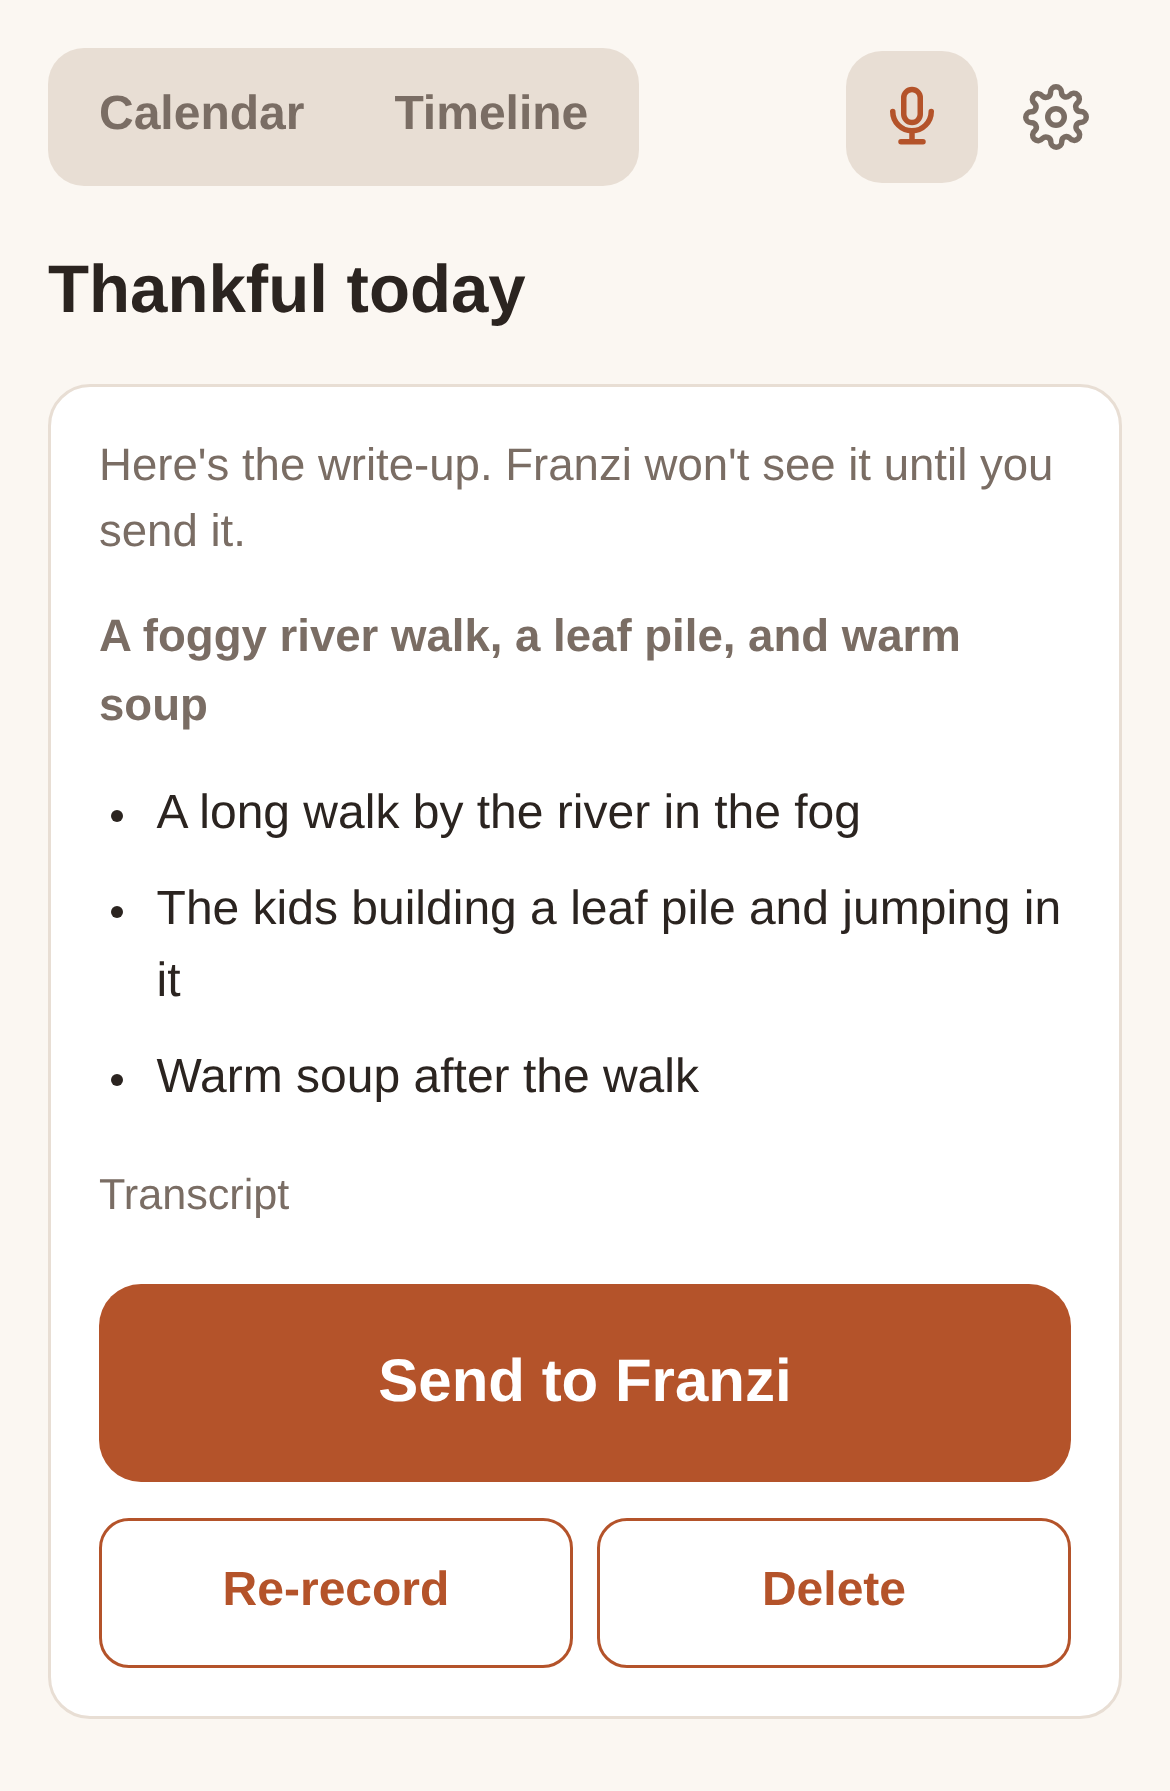 Calendar Timeline
Thankful today
Here's the write-up. Franzi won't see it until you
send it.
A foggy river walk, a leaf pile, and warm
soup
• A long walk by the river in the fog
• The kids building a leaf pile and jumping in
it
• Warm soup after the walk
Transcript
Send to Franzi
Re-record Delete